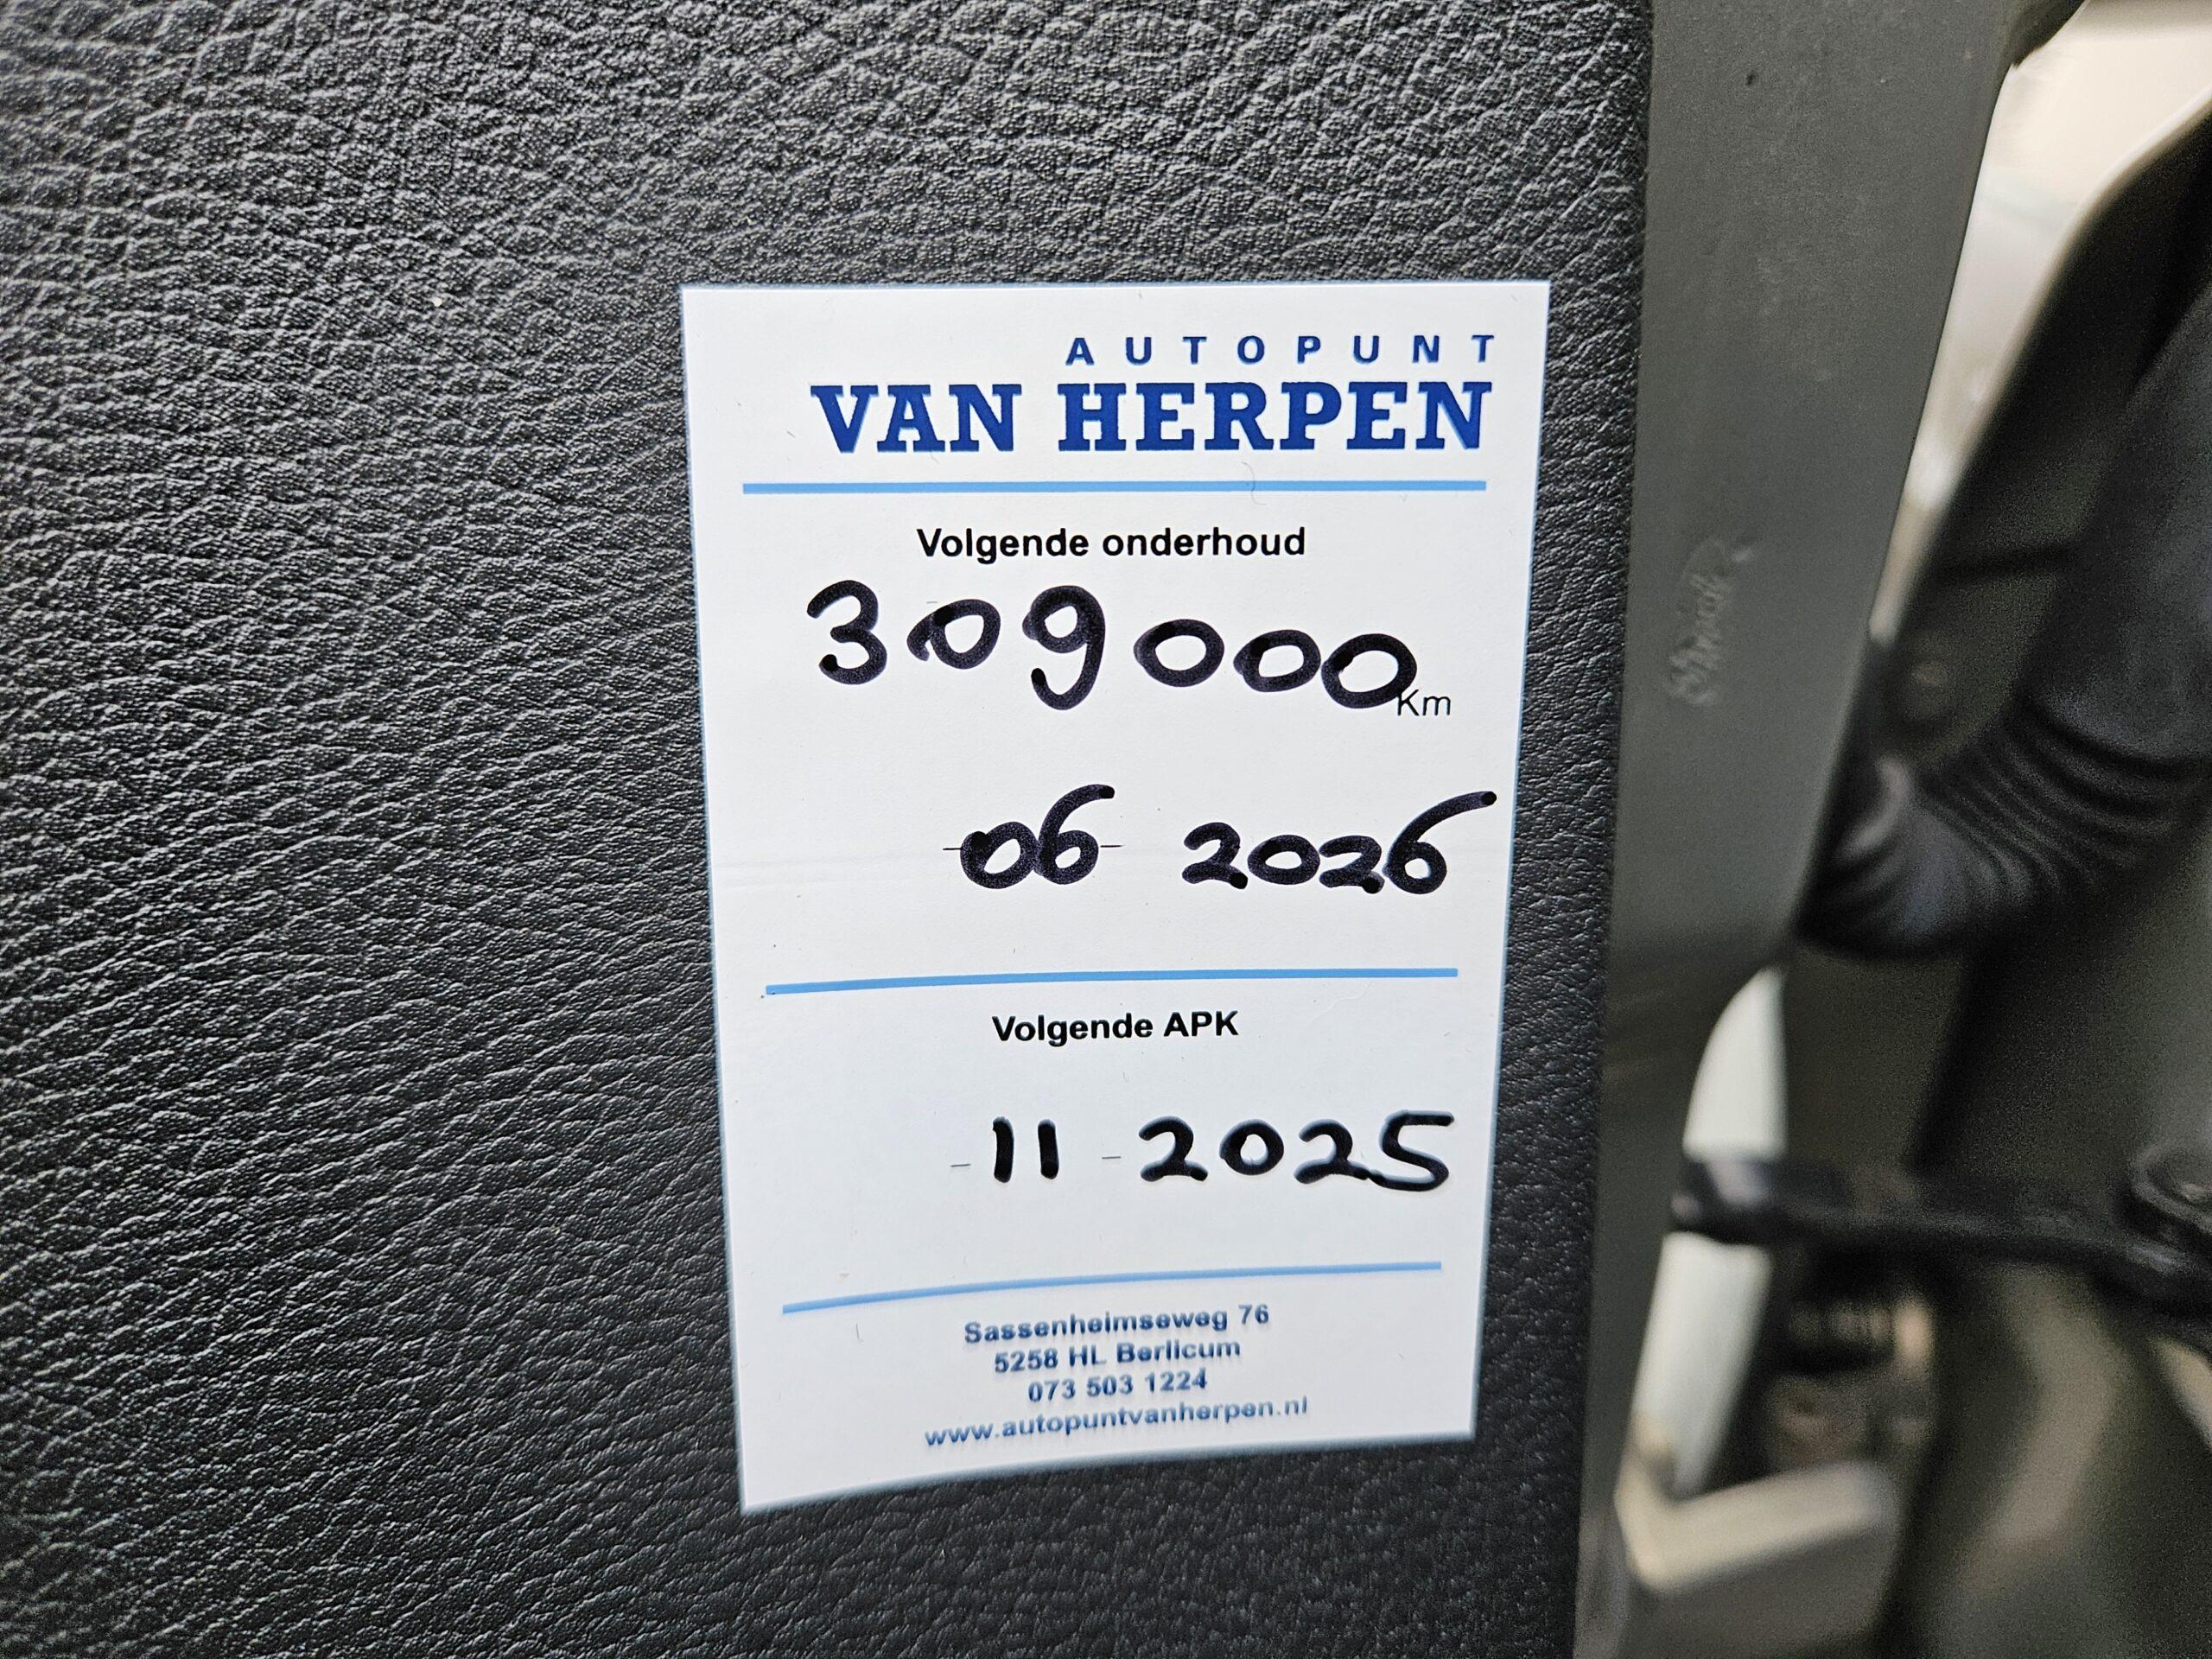 AUTOPUNT
VAN HERPEN
Volgende onderhoud
309000 Km
- 06 - 2026
Volgende APK
- 11 - 2025
Sassenheimseweg 76
5258 HL Berlicum
073 503 1224
www.autopuntvanherpen.nl